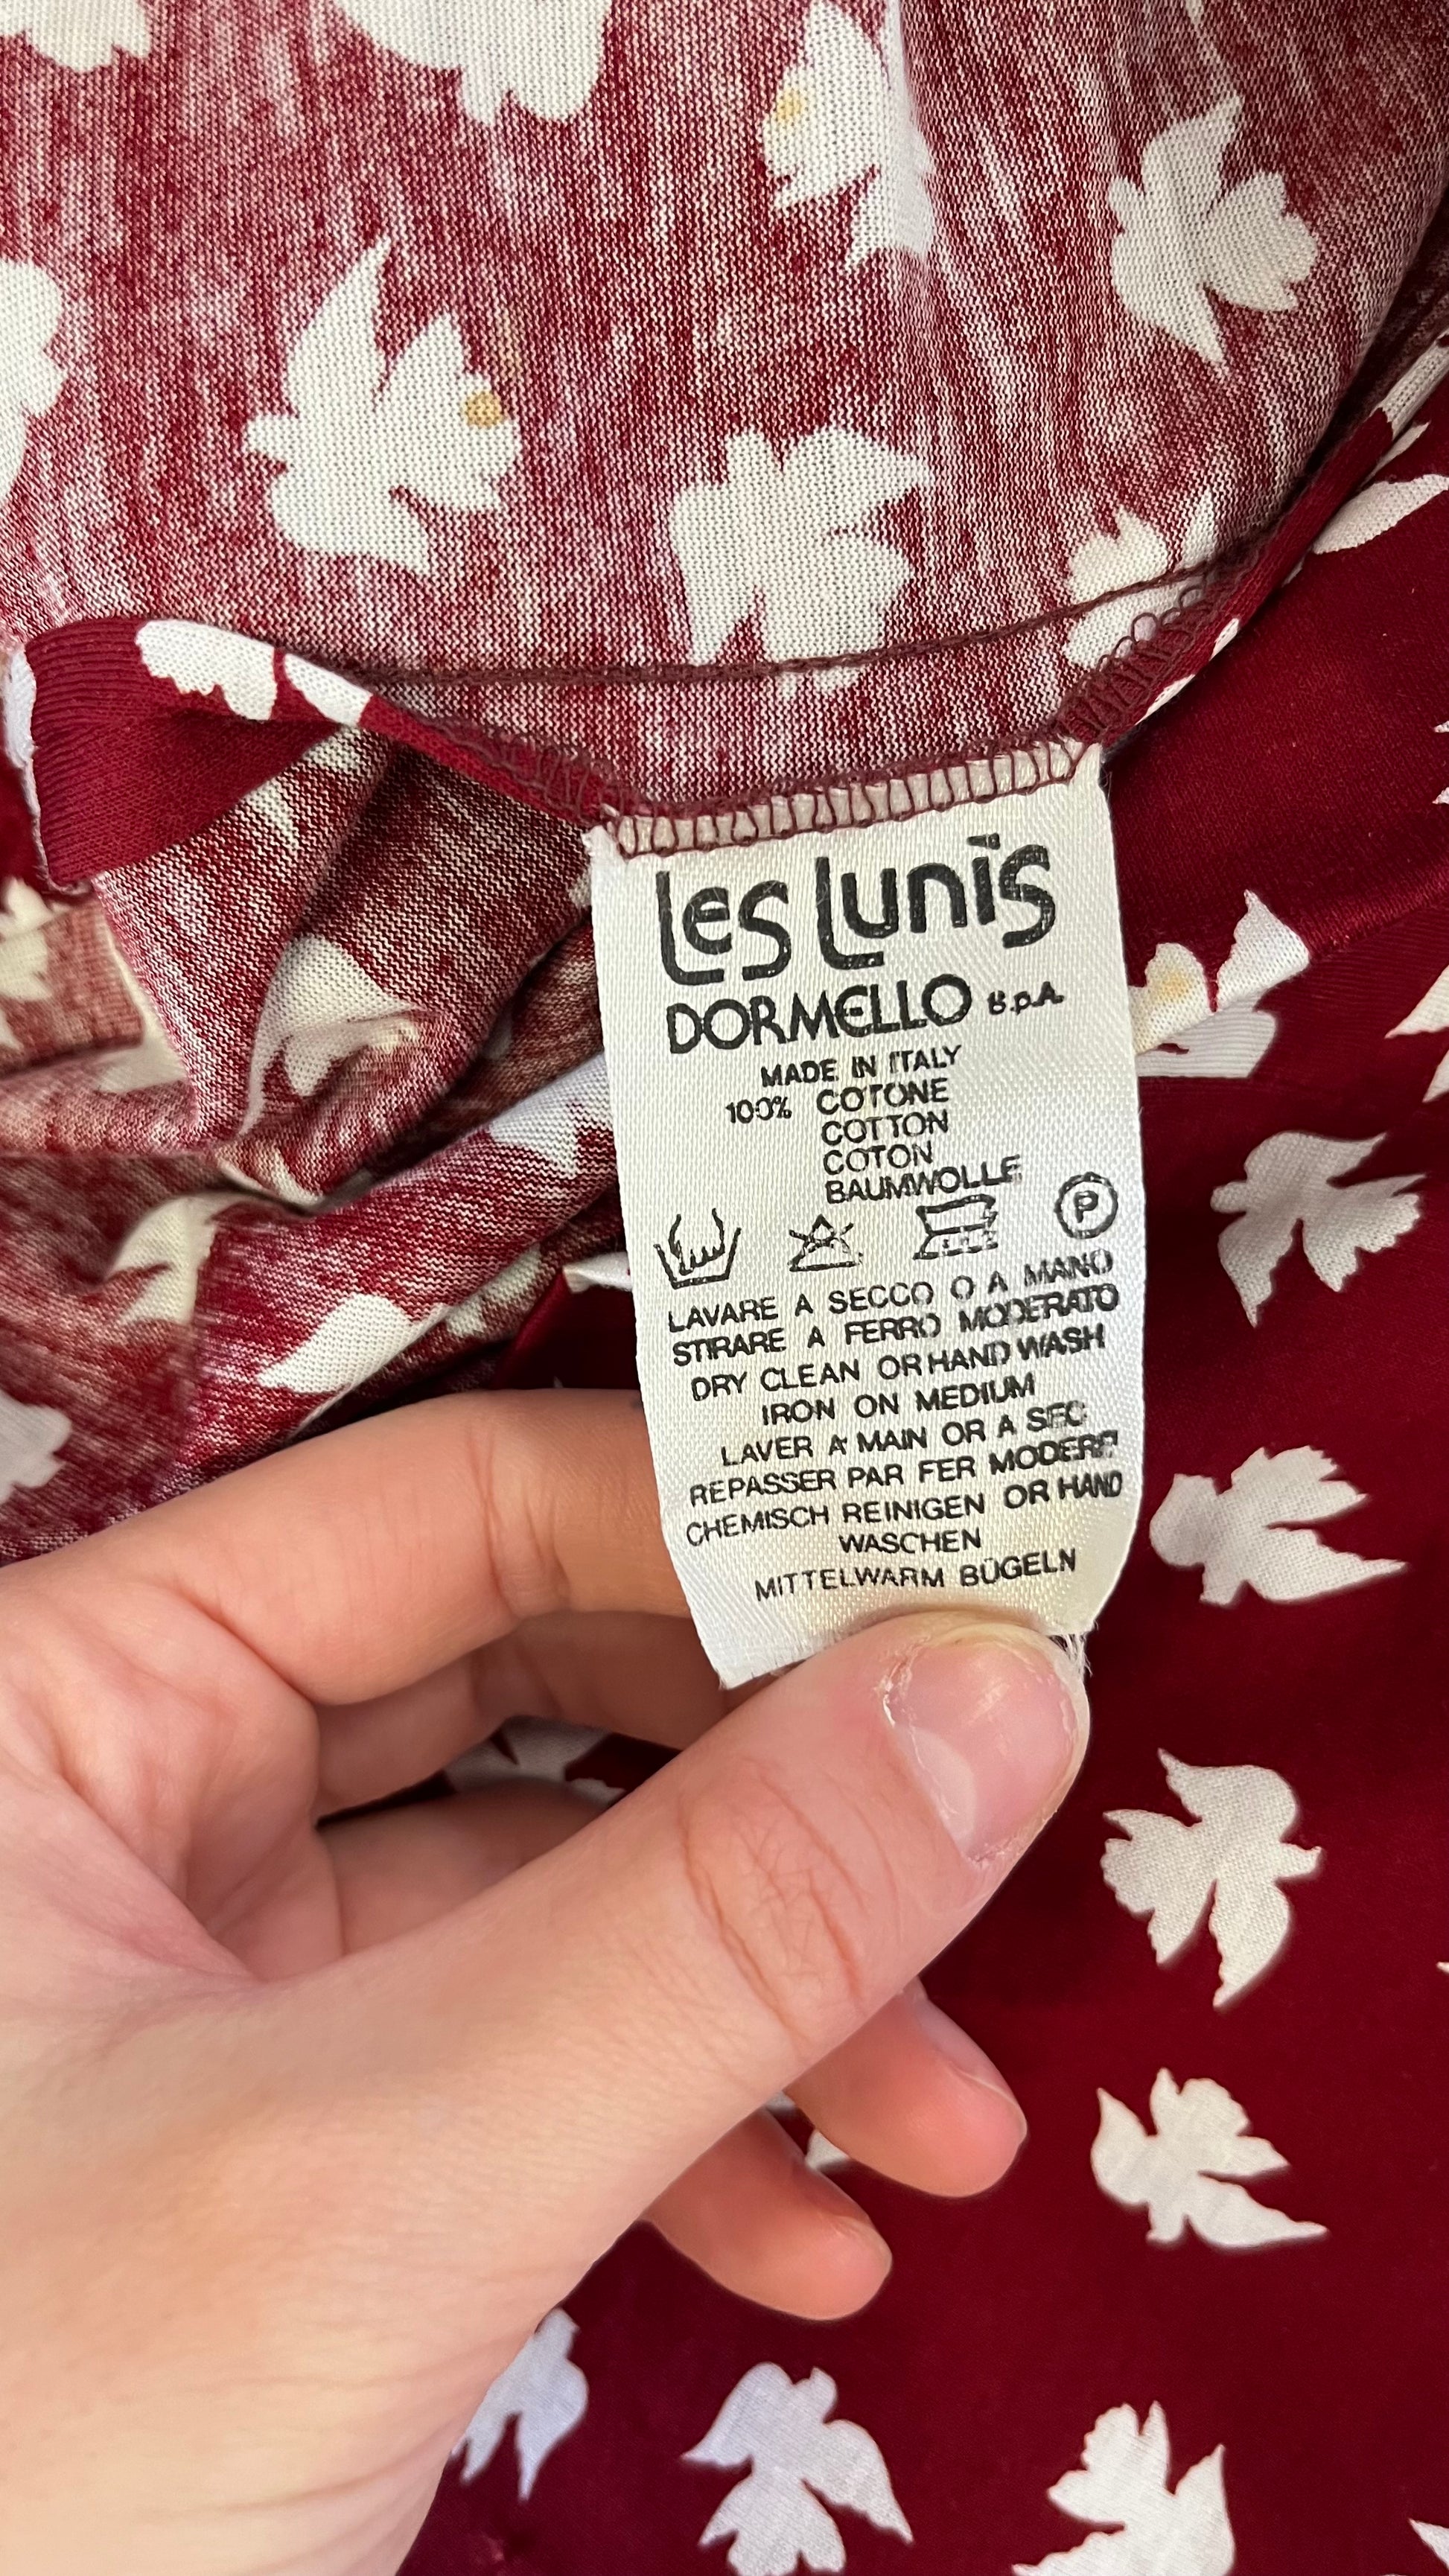 Les Lunis
DORMELLO S.p.A.
MADE IN ITALY
100% COTONE
COTTON
COTON
BAUMWOLLE
P
LAVARE A SECCO O A MANO
STIRARE A FERRO MODERATO
DRY CLEAN OR HAND WASH
IRON ON MEDIUM
LAVER A MAIN OR A SEC
REPASSER PAR FER MODERE
CHEMISCH REINIGEN OR HAND
WASCHEN
MITTELWARM BÜGELN